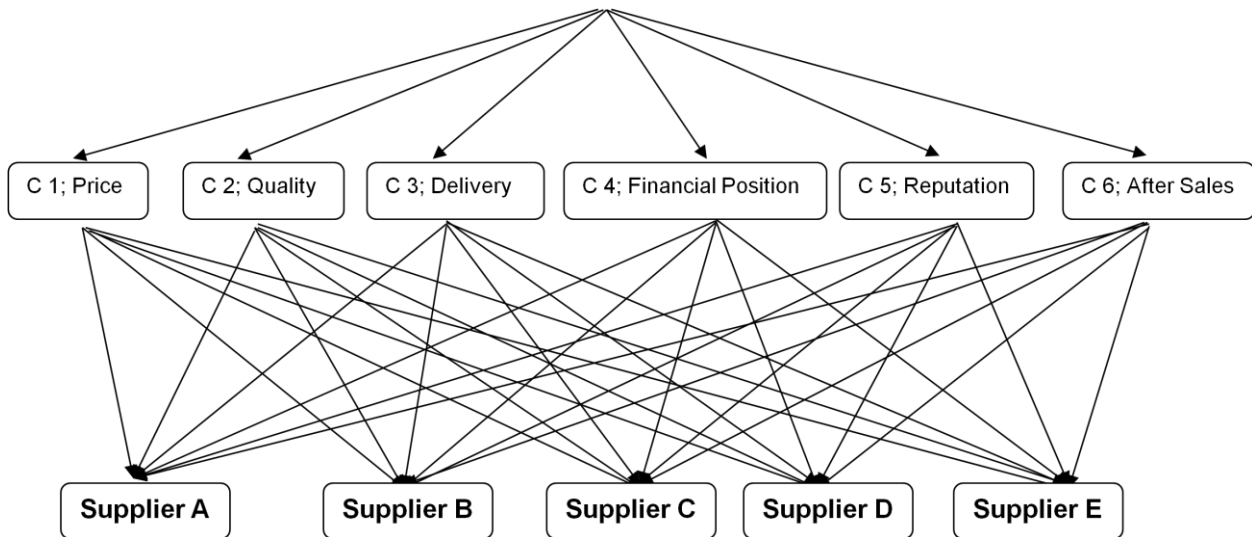 C 1; Price
C 2; Quality
C 3; Delivery
C 4; Financial Position
C 5; Reputation
C 6; After Sales
Supplier A
Supplier B
Supplier C
Supplier D
Supplier E